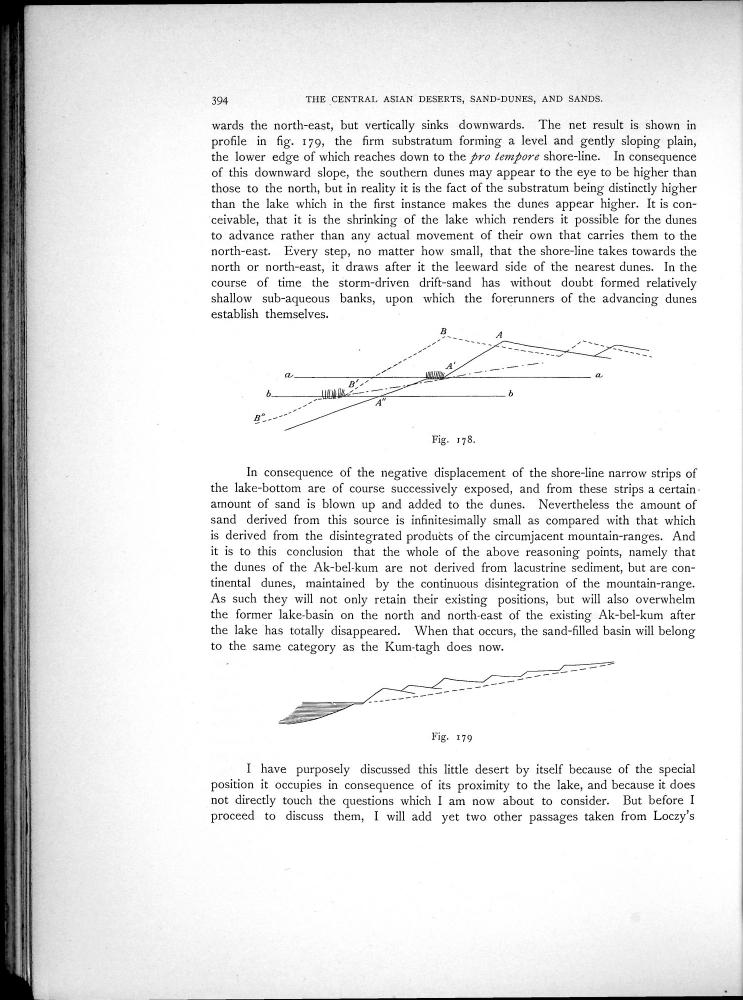 394 THE CENTRAL ASIAN DESERTS, SAND-DUNES, AND SANDS.
wards the north-east, but vertically sinks downwards. The net result is shown in
profile in fig. 179, the firm substratum forming a level and gently sloping plain,
the lower edge of which reaches down to the pro tempore shore-line. In consequence
of this downward slope, the southern dunes may appear to the eye to be higher than
those to the north, but in reality it is the fact of the substratum being distinctly higher
than the lake which in the first instance makes the dunes appear higher. It is con-
ceivable, that it is the shrinking of the lake which renders it possible for the dunes
to advance rather than any actual movement of their own that carries them to the
north-east. Every step, no matter how small, that the shore-line takes towards the
north or north-east, it draws after it the leeward side of the nearest dunes. In the
course of time the storm-driven drift-sand has without doubt formed relatively
shallow sub-aqueous banks, upon which the forerunners of the advancing dunes
establish themselves.
B A
a A' a
b B' A'' b
B''
Fig. 178.
In consequence of the negative displacement of the shore-line narrow strips of
the lake-bottom are of course successively exposed, and from these strips a certain
amount of sand is blown up and added to the dunes. Nevertheless the amount of
sand derived from this source is infinitesimally small as compared with that which
is derived from the disintegrated products of the circumjacent mountain-ranges. And
it is to this conclusion that the whole of the above reasoning points, namely that
the dunes of the Ak-bel-kum are not derived from lacustrine sediment, but are con-
tinental dunes, maintained by the continuous disintegration of the mountain-range.
As such they will not only retain their existing positions, but will also overwhelm
the former lake-basin on the north and north-east of the existing Ak-bel-kum after
the lake has totally disappeared. When that occurs, the sand-filled basin will belong
to the same category as the Kum-tagh does now.
Fig. 179
I have purposely discussed this little desert by itself because of the special
position it occupies in consequence of its proximity to the lake, and because it does
not directly touch the questions which I am now about to consider. But before I
proceed to discuss them, I will add yet two other passages taken from Loczy's